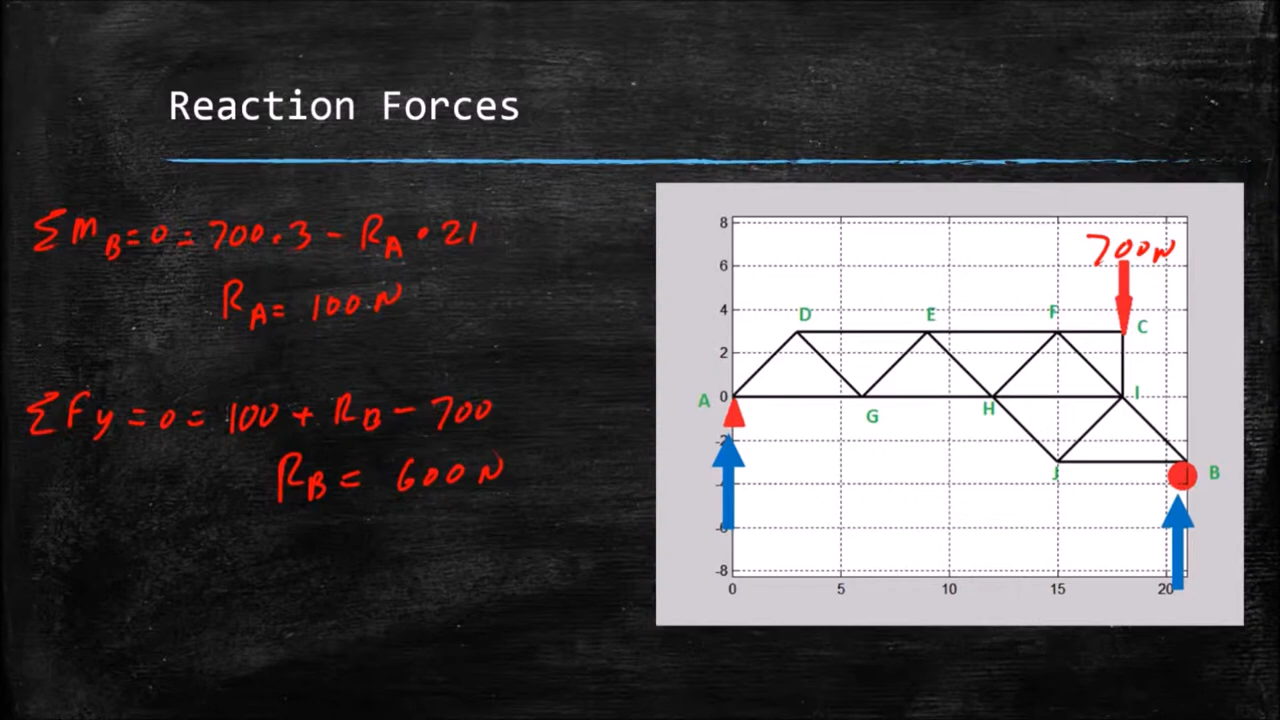 Reaction Forces
ΣM_B=0=700·3-R_A·21
R_A=100N
ΣFy=0=100+R_B-700
R_B=600N
700N
8
6
4
2
0
-2
-6
-8
D
E
F
C
A
G
H
I
J
B
0
5
10
15
20